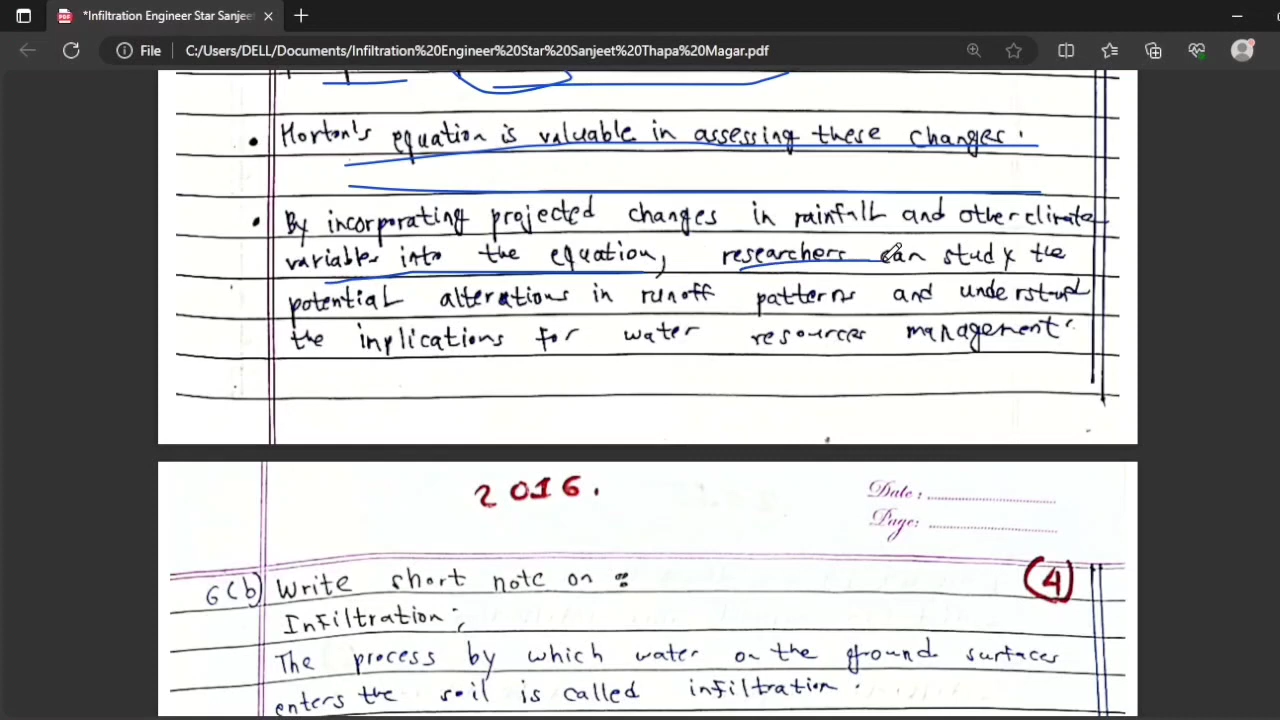 *Infiltration Engineer Star Sanjee
File
C:/Users/DELL/Documents/Infiltration%20Engineer%20Star%20Sanjeet%20Thapa%20Magar.pdf
• Horton's equation is valuable in assessing these changes.
• By incorporating projected changes in rainfall and other climate
variables into the equation, researchers can study the
potential alterations in runoff patterns and understand
the implications for water resources management.
2016.
Date:
Page:
6(b) Write short note on:
(4)
Infiltration:
The process by which water on the ground surfaces
enters the soil is called infiltration.